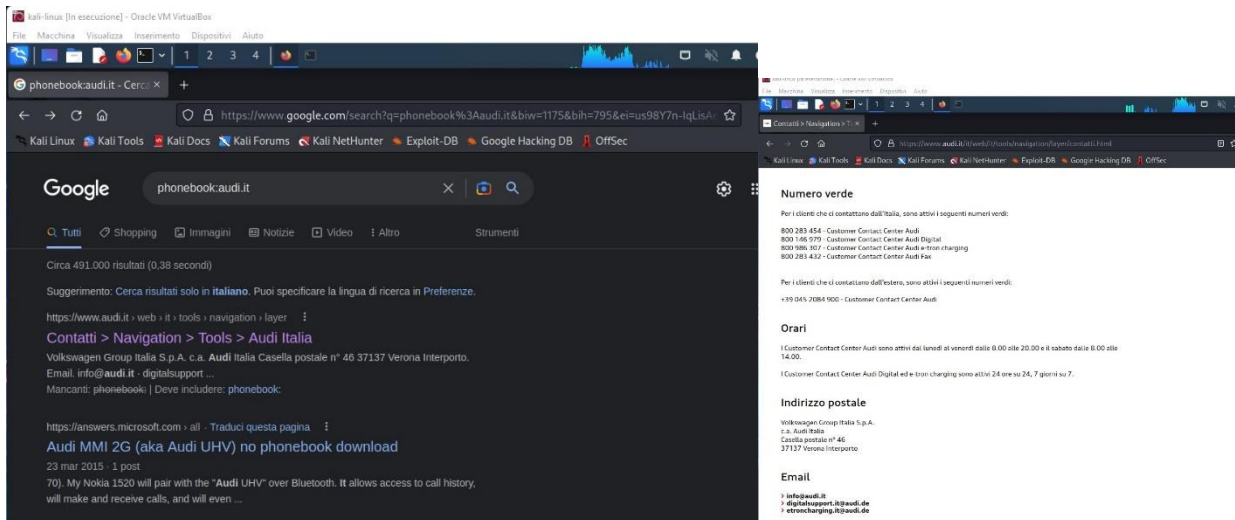 kali-linux [In esecuzione] - Oracle VM VirtualBox
File Macchina Visualizza Inserimento Dispositivi Aiuto
1 2 3 4
phonebook:audi.it - Cerca
https://www.google.com/search?q=phonebook%3Aaudi.it&biw=1175&bih=795&ei=us98Y7n-IqLisA
Kali Linux Kali Tools Kali Docs Kali Forums Kali NetHunter Exploit-DB Google Hacking DB OffSec
Google
phonebook:audi.it
Tutti Shopping Immagini Notizie Video Altro Strumenti
Circa 491.000 risultati (0,38 secondi)
Suggerimento: Cerca risultati solo in italiano. Puoi specificare la lingua di ricerca in Preferenze.
https://www.audi.it › web › it › tools › navigation › layer
Contatti > Navigation > Tools > Audi Italia
Volkswagen Group Italia S.p.A. c.a. Audi Italia Casella postale n° 46 37137 Verona Interporto.
Email. info@audi.it · digitalsupport ...
Mancanti: phonebook: | Deve includere: phonebook:
https://answers.microsoft.com › all · Traduci questa pagina
Audi MMI 2G (aka Audi UHV) no phonebook download
23 mar 2015 · 1 post
70). My Nokia 1520 will pair with the "Audi UHV" over Bluetooth. It allows access to call history,
will make and receive calls, and will even ...
File Macchina Visualizza Inserimento Dispositivi Aiuto
1 2 3 4
Contatti > Navigation > T
https://www.audi.it/it/web/it/tools/navigation/layer/contatti.html
Kali Linux Kali Tools Kali Docs Kali Forums Kali NetHunter Exploit-DB Google Hacking DB OffSec
Numero verde
Per i clienti che ci contattano dall'Italia, sono attivi i seguenti numeri verdi:
800 283 454 - Customer Contact Center Audi
800 146 979 - Customer Contact Center Audi Digital
800 986 307 - Customer Contact Center Audi e-tron charging
800 283 432 - Customer Contact Center Audi Fax
Per i clienti che ci contattano dall'estero, sono attivi i seguenti numeri verdi:
+39 045 2084 900 - Customer Contact Center Audi
Orari
I Customer Contact Center Audi sono attivi dal lunedì al venerdì dalle 8.00 alle 20.00 e il sabato dalle 8.00 alle
14.00.
I Customer Contact Center Audi Digital ed e-tron charging sono attivi 24 ore su 24, 7 giorni su 7.
Indirizzo postale
Volkswagen Group Italia S.p.A.
c.a. Audi Italia
Casella postale n° 46
37137 Verona Interporto
Email
> info@audi.it
> digitalsupport.it@audi.de
> etroncharging.it@audi.de